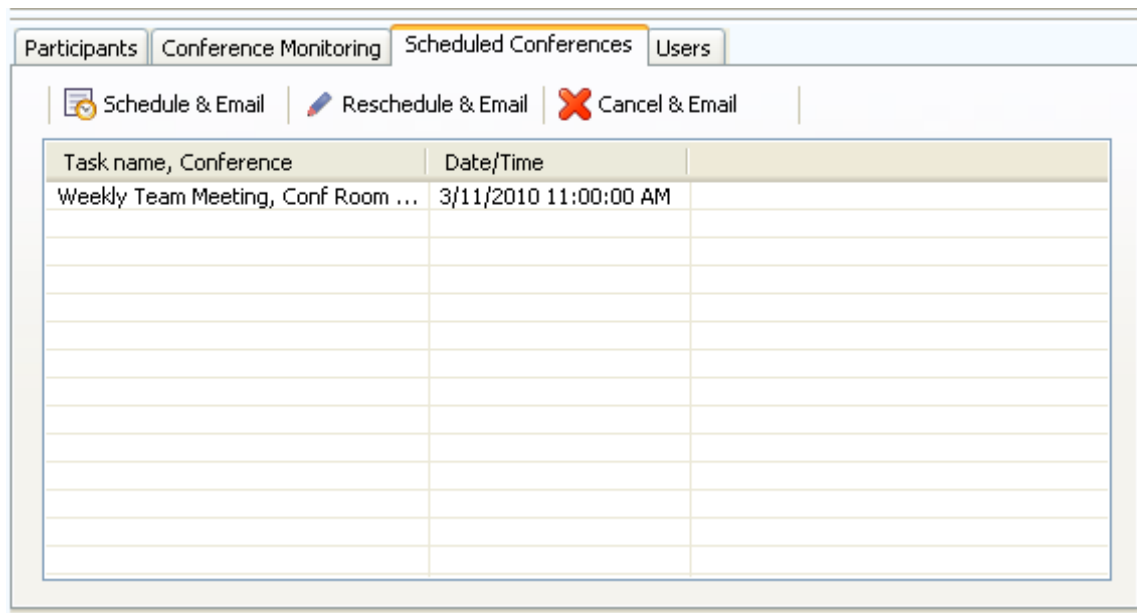 Participants Conference Monitoring Scheduled Conferences Users
Schedule & Email Reschedule & Email Cancel & Email
Task name, Conference Date/Time
Weekly Team Meeting, Conf Room ... 3/11/2010 11:00:00 AM